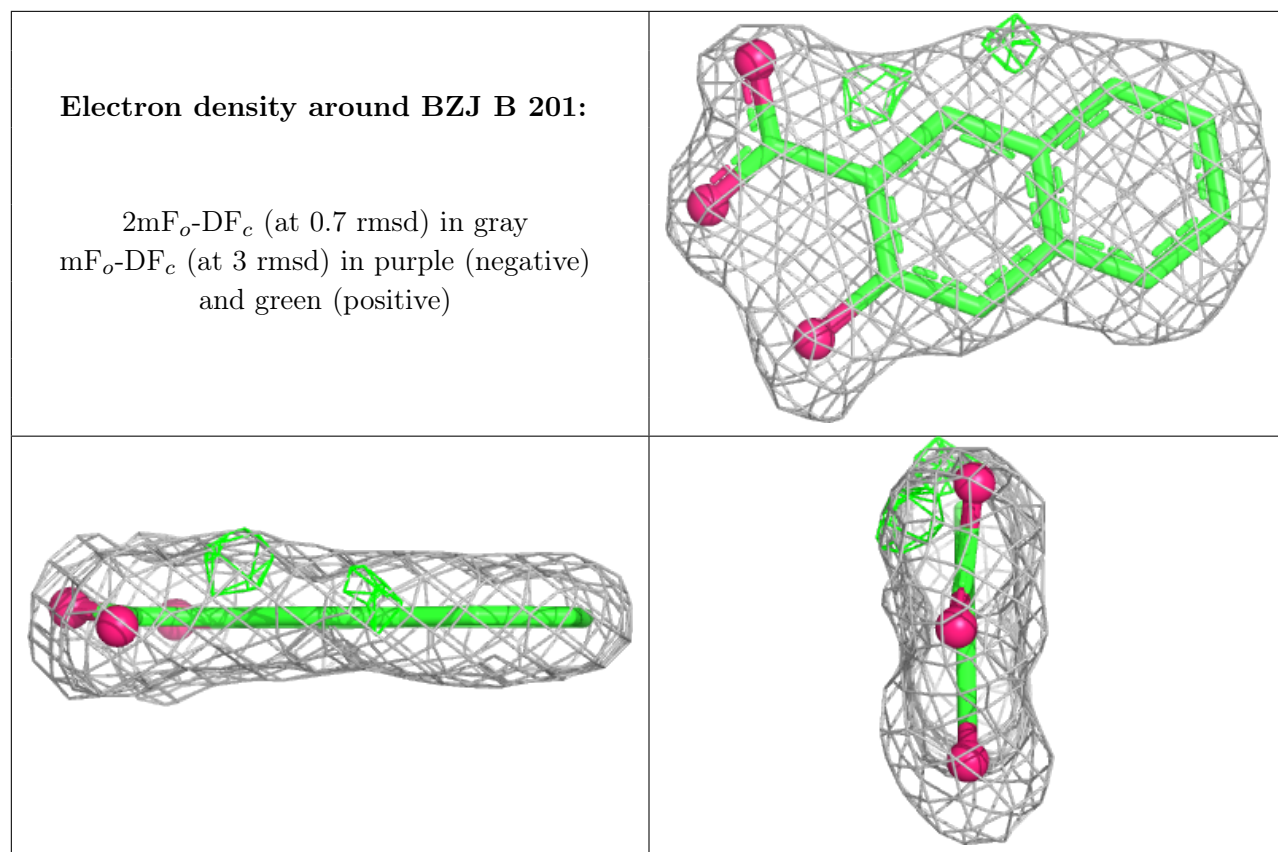 Electron density around BZJ B 201:
2mFₒ-DF𝒸 (at 0.7 rmsd) in gray
mFₒ-DF𝒸 (at 3 rmsd) in purple (negative)
and green (positive)